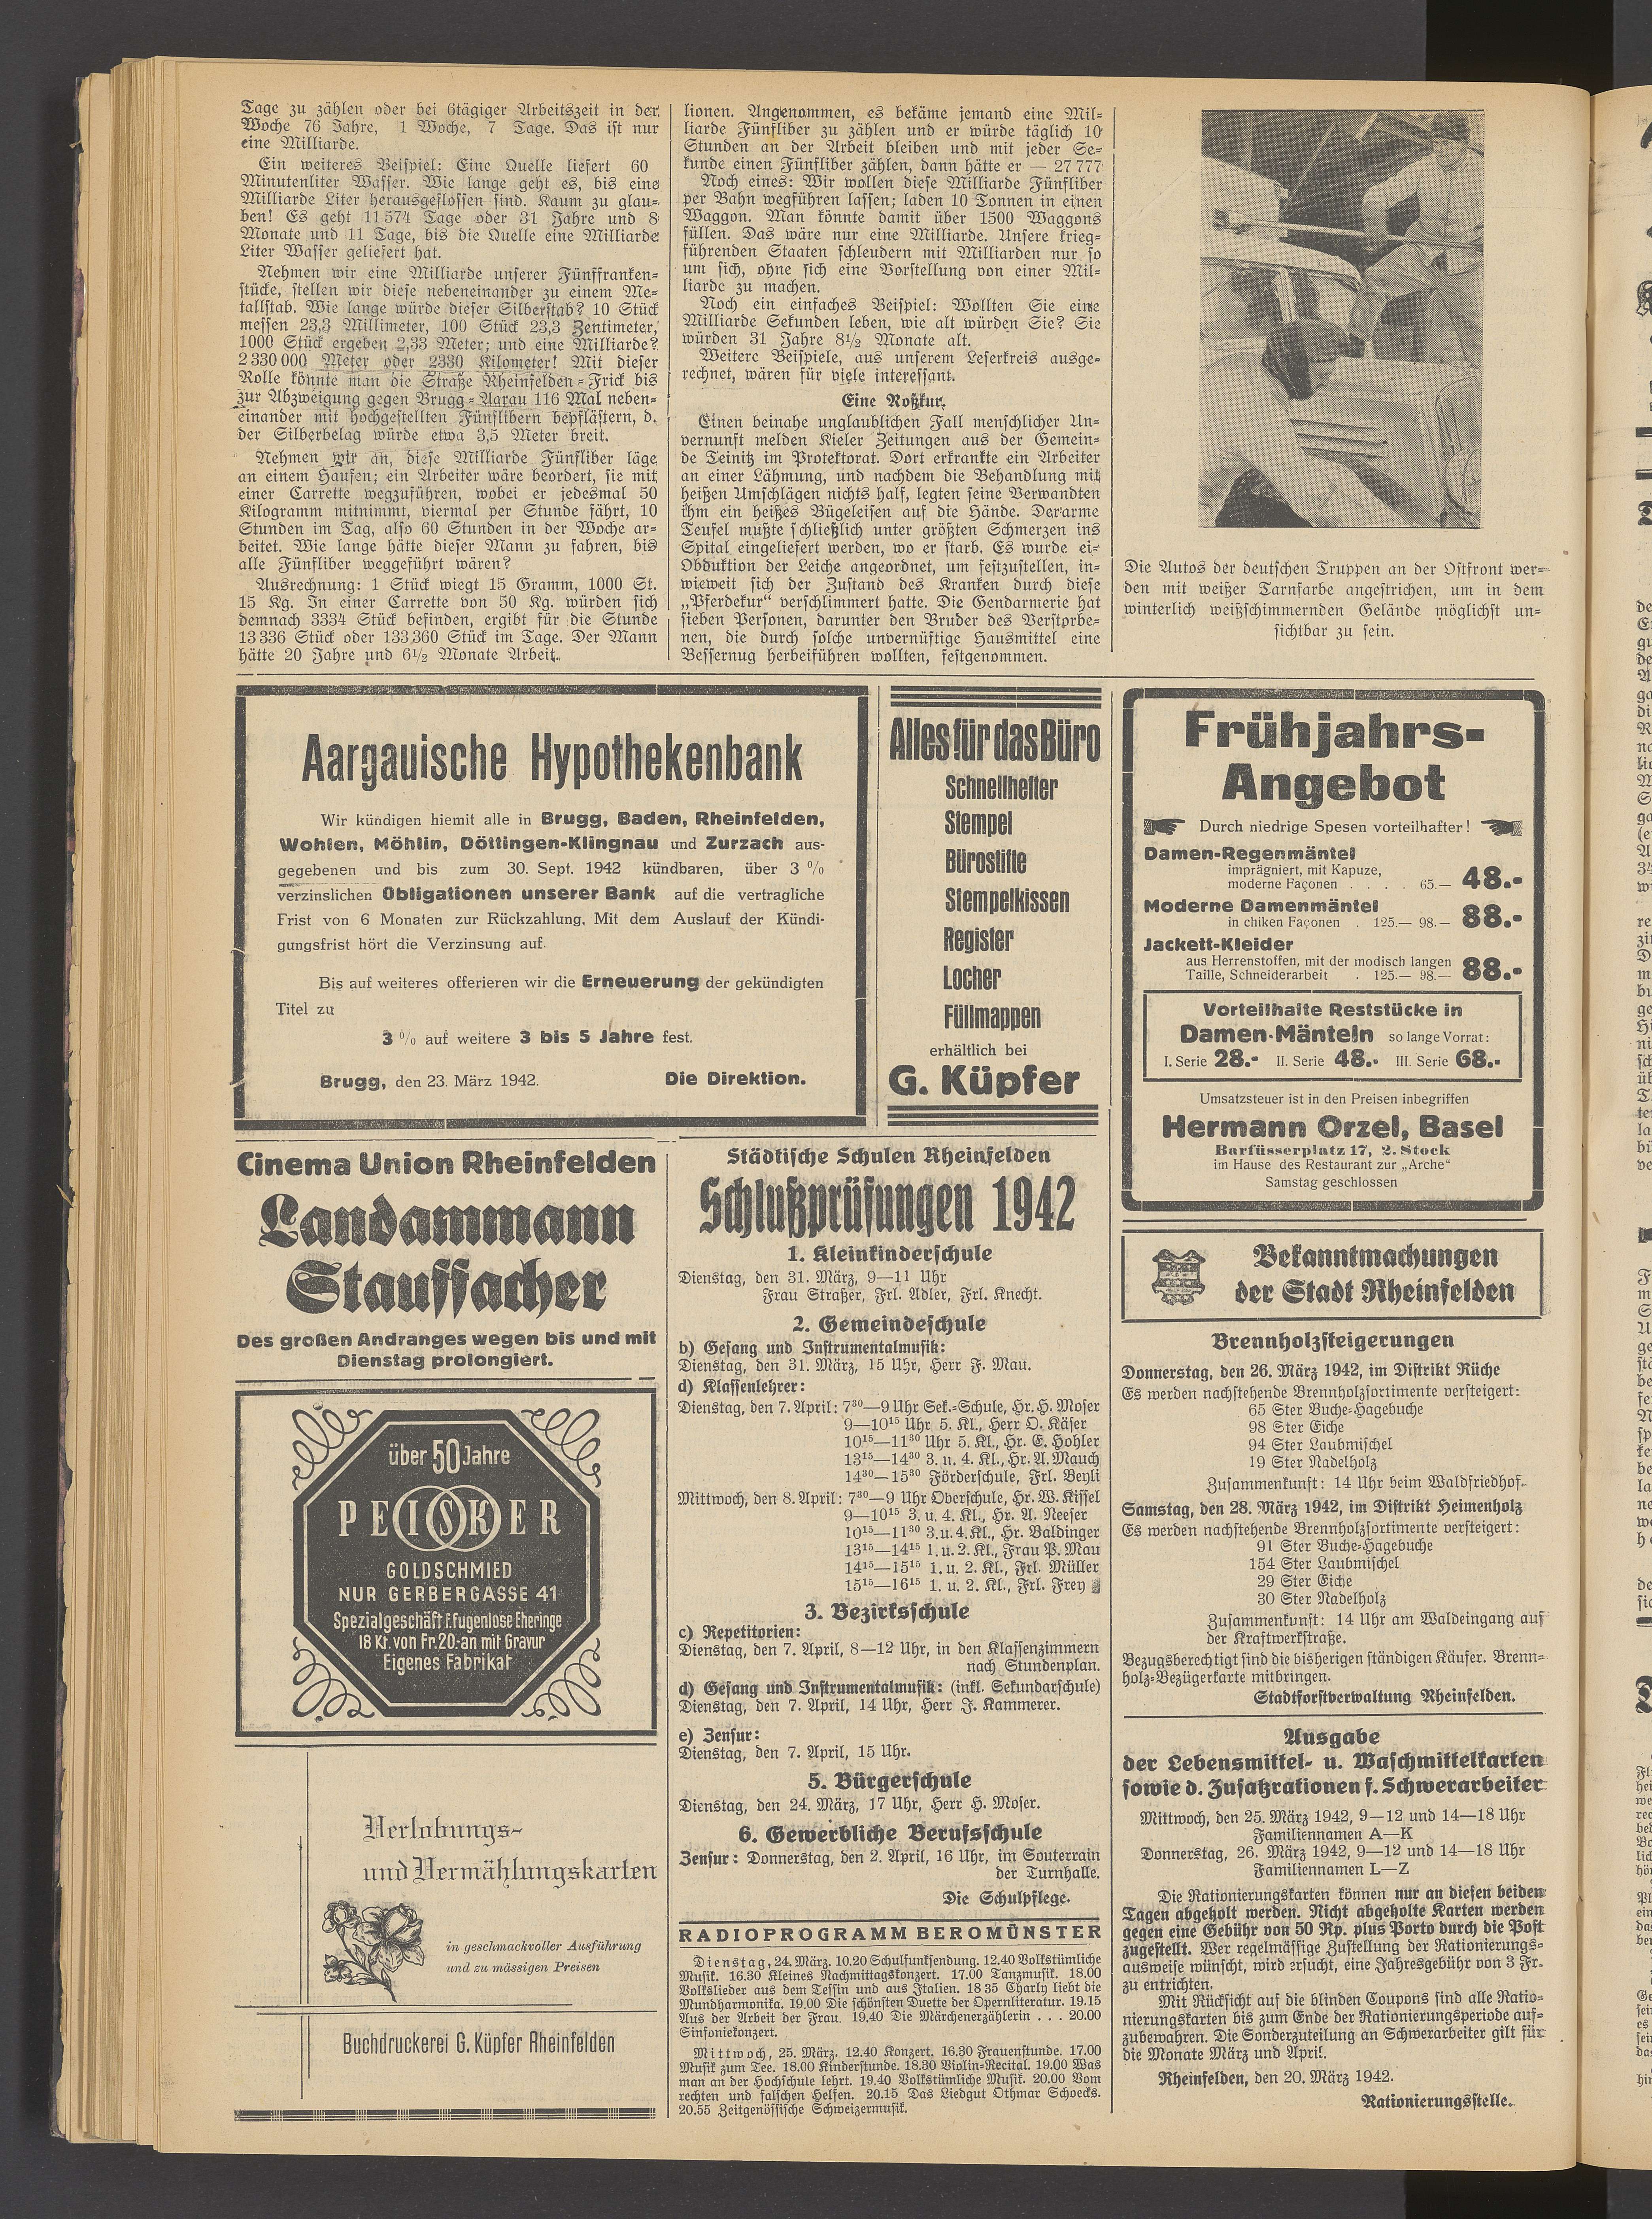 Tage zu zählen oder bei 6tägiger Arbeitszeit in der
Woche 76 Jahre, 1 Woche, 7 Tage. Das ist nur
eine Milliarde.
Ein weiteres Beispiel: Eine Quelle liefert 60
Minutenliter Wasser. Wie lange geht es, bis eine
Milliarde Liter herausgeflossen sind. Kaum zu glau-
ben! Es geht 11574 Tage oder 31 Jahre und 8
Monate und 11 Tage, bis die Quelle eine Milliarde
Liter Wasser geliefert hat.
Nehmen wir eine Milliarde unserer Fünffranken-
stücke, stellen wir diese nebeneinander zu einem Me-
tallstab. Wie lange würde dieser Silberstab? 10 Stück
messen 23,3 Millimeter, 100 Stück 23,3 Zentimeter,
1000 Stück ergeben 2,33 Meter; und eine Milliarde?
2 330 000 Meter oder 2330 Kilometer! Mit dieser
Rolle könnte man die Straße Rheinfelden-Frick bis
zur Abzweigung gegen Brugg-Aarau 116 Mal neben-
einander mit hochgestellten Fünflibern bepflästern, d.
der Silberbelag würde etwa 3,5 Meter breit.
Nehmen wir an, diese Milliarde Fünfliber läge
an einem Haufen; ein Arbeiter wäre beordert, sie mit
einer Carrette wegzuführen, wobei er jedesmal 50
Kilogramm mitnimmt, viermal per Stunde fährt, 10
Stunden im Tag, also 60 Stunden in der Woche ar-
beitet. Wie lange hätte dieser Mann zu fahren, bis
alle Fünfliber weggeführt wären?
Ausrechnung: 1 Stück wiegt 15 Gramm, 1000 St.
15 Kg. In einer Carrette von 50 Kg. würden sich
demnach 3334 Stück befinden, ergibt für die Stunde
13 336 Stück oder 133 360 Stück im Tage. Der Mann
hätte 20 Jahre und 6½ Monate Arbeit.
lionen. Angenommen, es bekäme jemand eine Mil-
liarde Fünfliber zu zählen und er würde täglich 10
Stunden an der Arbeit bleiben und mit jeder Se-
kunde einen Fünfliber zählen, dann hätte er — 27 777
Noch eines: Wir wollen diese Milliarde Fünfliber
per Bahn wegführen lassen; laden 10 Tonnen in einen
Waggon. Man könnte damit über 1500 Waggons
füllen. Das wäre nur eine Milliarde. Unsere krieg-
führenden Staaten schleudern mit Milliarden nur so
um sich, ohne sich eine Vorstellung von einer Mil-
liarde zu machen.
Noch ein einfaches Beispiel: Wollten Sie eine
Milliarde Sekunden leben, wie alt würden Sie? Sie
würden 31 Jahre 8½ Monate alt.
Weitere Beispiele, aus unserem Leserkreis ausge-
rechnet, wären für viele interessant.
Eine Roßkur.
Einen beinahe unglaublichen Fall menschlicher Un-
vernunft melden Kieler Zeitungen aus der Gemein-
de Teinitz im Protektorat. Dort erkrankte ein Arbeiter
an einer Lähmung, und nachdem die Behandlung mit
heißen Umschlägen nichts half, legten seine Verwandten
ihm ein heißes Bügeleisen auf die Hände. Der arme
Teufel mußte schließlich unter größten Schmerzen ins
Spital eingeliefert werden, wo er starb. Es wurde ei-
Obduktion der Leiche angeordnet, um festzustellen, in-
wieweit sich der Zustand des Kranken durch diese
„Pferdekur“ verschlimmert hatte. Die Gendarmerie hat
sieben Personen, darunter den Bruder des Verstorbe-
nen, die durch solche unvernüftige Hausmittel eine
Bessernug herbeiführen wollten, festgenommen.
Die Autos der deutschen Truppen an der Ostfront wer-
den mit weißer Tarnfarbe angestrichen, um in dem
winterlich weißschimmernden Gelände möglichst un-
sichtbar zu sein.
Aargauische Hypothekenbank
Wir kündigen hiemit alle in Brugg, Baden, Rheinfelden,
Wohlen, Möhlin, Döttingen-Klingnau und Zurzach aus-
gegebenen und bis zum 30. Sept. 1942 kündbaren, über 3 %
verzinslichen Obligationen unserer Bank auf die vertragliche
Frist von 6 Monaten zur Rückzahlung. Mit dem Auslauf der Kündi-
gungsfrist hört die Verzinsung auf.
Bis auf weiteres offerieren wir die Erneuerung der gekündigten
Titel zu
3 % auf weitere 3 bis 5 Jahre fest.
Brugg, den 23. März 1942. Die Direktion.
Alles für das Büro
Schnellhefter
Stempel
Bürostifte
Stempelkissen
Register
Locher
Füllmappen
erhältlich bei
G. Küpfer
Frühjahrs-
Angebot
Durch niedrige Spesen vorteilhafter!
Damen-Regenmäntel
imprägniert, mit Kapuze,
moderne Façonen . . . . 65.— 48.-
Moderne Damenmäntel
in chiken Façonen . 125.— 98.— 88.-
Jackett-Kleider
aus Herrenstoffen, mit der modisch langen
Taille, Schneiderarbeit . 125.— 98.— 88.-
Vorteilhafte Reststücke in
Damen-Mänteln so lange Vorrat:
I. Serie 28.- II. Serie 48.- III. Serie 68.-
Umsatzsteuer ist in den Preisen inbegriffen
Hermann Orzel, Basel
Barfüsserplatz 17, 2. Stock
im Hause des Restaurant zur „Arche“
Samstag geschlossen
Cinema Union Rheinfelden
Landammann
Stauffacher
Des großen Andranges wegen bis und mit
Dienstag prolongiert.
über 50 Jahre
PEISKER
GOLDSCHMIED
NUR GERBERGASSE 41
Spezialgeschäft f. fugenlose Eheringe
18 Kt. von Fr. 20.- an mit Gravur
Eigenes Fabrikat
Verlobungs-
und Vermählungskarten
in geschmackvoller Ausführung
und zu mässigen Preisen
Buchdruckerei G. Küpfer Rheinfelden
Städtische Schulen Rheinfelden
Schlußprüfungen 1942
1. Kleinkinderschule
Dienstag, den 31. März, 9—11 Uhr
Frau Straßer, Frl. Adler, Frl. Knecht.
2. Gemeindeschule
b) Gesang und Instrumentalmusik:
Dienstag, den 31. März, 15 Uhr, Herr F. Mau.
d) Klassenlehrer:
Dienstag, den 7. April: 7³⁰—9 Uhr Sek.-Schule, Hr. H. Moser
9—10¹⁵ Uhr 5. Kl., Herr O. Käser
10¹⁵—11³⁰ Uhr 5. Kl., Hr. E. Hohler
13¹⁵—14³⁰ 3. u. 4. Kl., Hr. A. Mauch
14³⁰—15³⁰ Förderschule, Frl. Beyli
Mittwoch, den 8. April: 7³⁰—9 Uhr Oberschule, Hr. W. Kissel
9—10¹⁵ 3. u. 4. Kl., Hr. A. Neeser
10¹⁵—11³⁰ 3. u. 4. Kl., Hr. Baldinger
13¹⁵—14¹⁵ 1. u. 2. Kl., Frau P. Mau
14¹⁵—15¹⁵ 1. u. 2. Kl., Frl. Müller
15¹⁵—16¹⁵ 1. u. 2. Kl., Frl. Frey
3. Bezirksschule
c) Repetitorien:
Dienstag, den 7. April, 8—12 Uhr, in den Klassenzimmern
nach Stundenplan.
d) Gesang und Instrumentalmusik: (inkl. Sekundarschule)
Dienstag, den 7. April, 14 Uhr, Herr J. Kammerer.
e) Zensur:
Dienstag, den 7. April, 15 Uhr.
5. Bürgerschule
Dienstag, den 24. März, 17 Uhr, Herr H. Moser.
6. Gewerbliche Berufsschule
Zensur: Donnerstag, den 2. April, 16 Uhr, im Souterrain
der Turnhalle.
Die Schulpflege.
RADIOPROGRAMM BEROMÜNSTER
Dienstag, 24. März. 10.20 Schulfunksendung. 12.40 Volkstümliche
Musik. 16.30 Kleines Nachmittagskonzert. 17.00 Tanzmusik. 18.00
Volkslieder aus dem Tessin und aus Italien. 18 35 Charly liebt die
Mundharmonika. 19.00 Die schönsten Duette der Opernliteratur. 19.15
Aus der Arbeit der Frau. 19.40 Die Märchenerzählerin . . . 20.00
Sinfoniekonzert.
Mittwoch, 25. März. 12.40 Konzert. 16.30 Frauenstunde. 17.00
Musik zum Tee. 18.00 Kinderstunde. 18.30 Violin-Recital. 19.00 Was
man an der Hochschule lehrt. 19.40 Volkstümliche Musik. 20.00 Vom
rechten und falschen Helfen. 20.15 Das Liedgut Othmar Schoecks.
20.55 Zeitgenössische Schweizermusik.
Bekanntmachungen
der Stadt Rheinfelden
Brennholzsteigerungen
Donnerstag, den 26. März 1942, im Distrikt Rüche
Es werden nachstehende Brennholzsortimente versteigert:
65 Ster Buche-Hagebuche
98 Ster Eiche
94 Ster Laubmischel
19 Ster Nadelholz
Zusammenkunft: 14 Uhr beim Waldfriedhof.
Samstag, den 28. März 1942, im Distrikt Heimenholz
Es werden nachstehende Brennholzsortimente versteigert:
91 Ster Buche-Hagebuche
154 Ster Laubmischel
29 Ster Eiche
30 Ster Nadelholz
Zusammenkunft: 14 Uhr am Waldeingang auf
der Kraftwerkstraße.
Bezugsberechtigt sind die bisherigen ständigen Käufer. Brenn-
holz-Bezügerkarte mitbringen.
Stadtforstverwaltung Rheinfelden.
Ausgabe
der Lebensmittel- u. Waschmittelkarten
sowie d. Zusatzrationen f. Schwerarbeiter
Mittwoch, den 25. März 1942, 9—12 und 14—18 Uhr
Familiennamen A—K
Donnerstag, 26. März 1942, 9—12 und 14—18 Uhr
Familiennamen L—Z
Die Rationierungskarten können nur an diesen beiden
Tagen abgeholt werden. Nicht abgeholte Karten werden
gegen eine Gebühr von 50 Rp. plus Porto durch die Post
zugestellt. Wer regelmässige Zustellung der Rationierungs-
ausweise wünscht, wird ersucht, eine Jahresgebühr von 3 Fr.
zu entrichten.
Mit Rücksicht auf die blinden Coupons sind alle Ratio-
nierungskarten bis zum Ende der Rationierungsperiode auf-
zubewahren. Die Sonderzuteilung an Schwerarbeiter gilt für
die Monate März und April.
Rheinfelden, den 20. März 1942.
Rationierungsstelle.